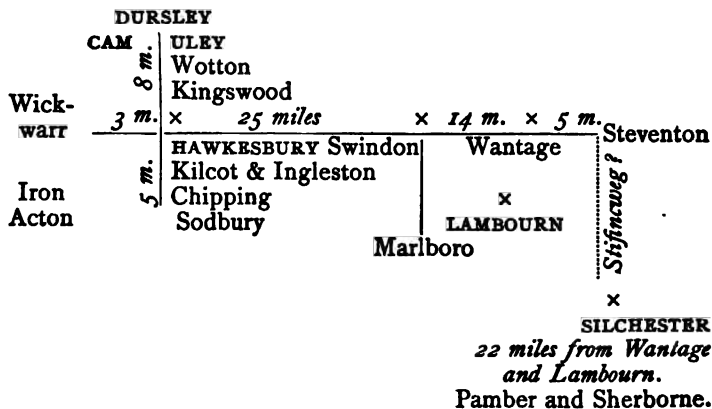 DURSLEY
CAM 8 m. ULEY
Wotton
Kingswood
Wick-
warr
3 m. × 25 miles × 14 m. × 5 m.
HAWKESBURY Swindon Wantage Steventon
Kilcot & Ingleston
5 m.
Iron
Acton
Chipping
Sodbury
×
LAMBOURN
Marlboro
Stifincweg?
×
SILCHESTER
22 miles from Wantage
and Lambourn.
Pamber and Sherborne.